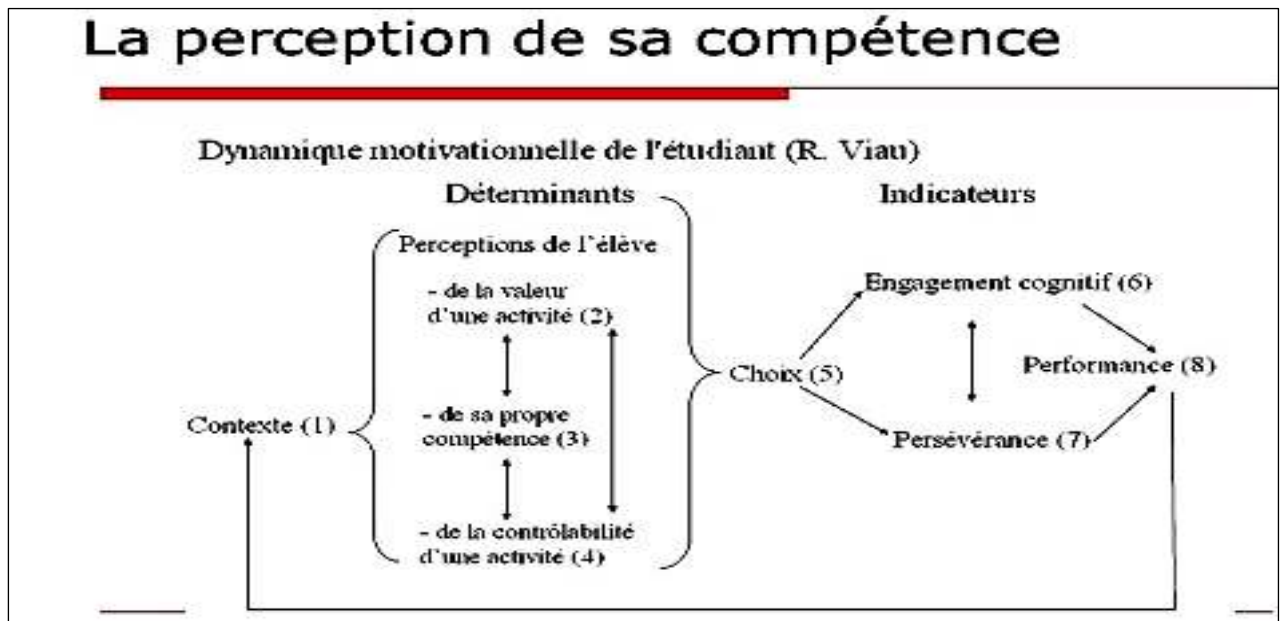 La perception de sa compétence
Dynamique motivationnelle de l'étudiant (R. Viau)
Déterminants
Indicateurs
Perceptions de l'élève
- de la valeur
d'une activité (2)
Engagement cognitif (6)
Choix (5)
Performance (8)
Contexte (1)
- de sa propre
compétence (3)
Persévérance (7)
- de la contrôlabilité
d'une activité (4)